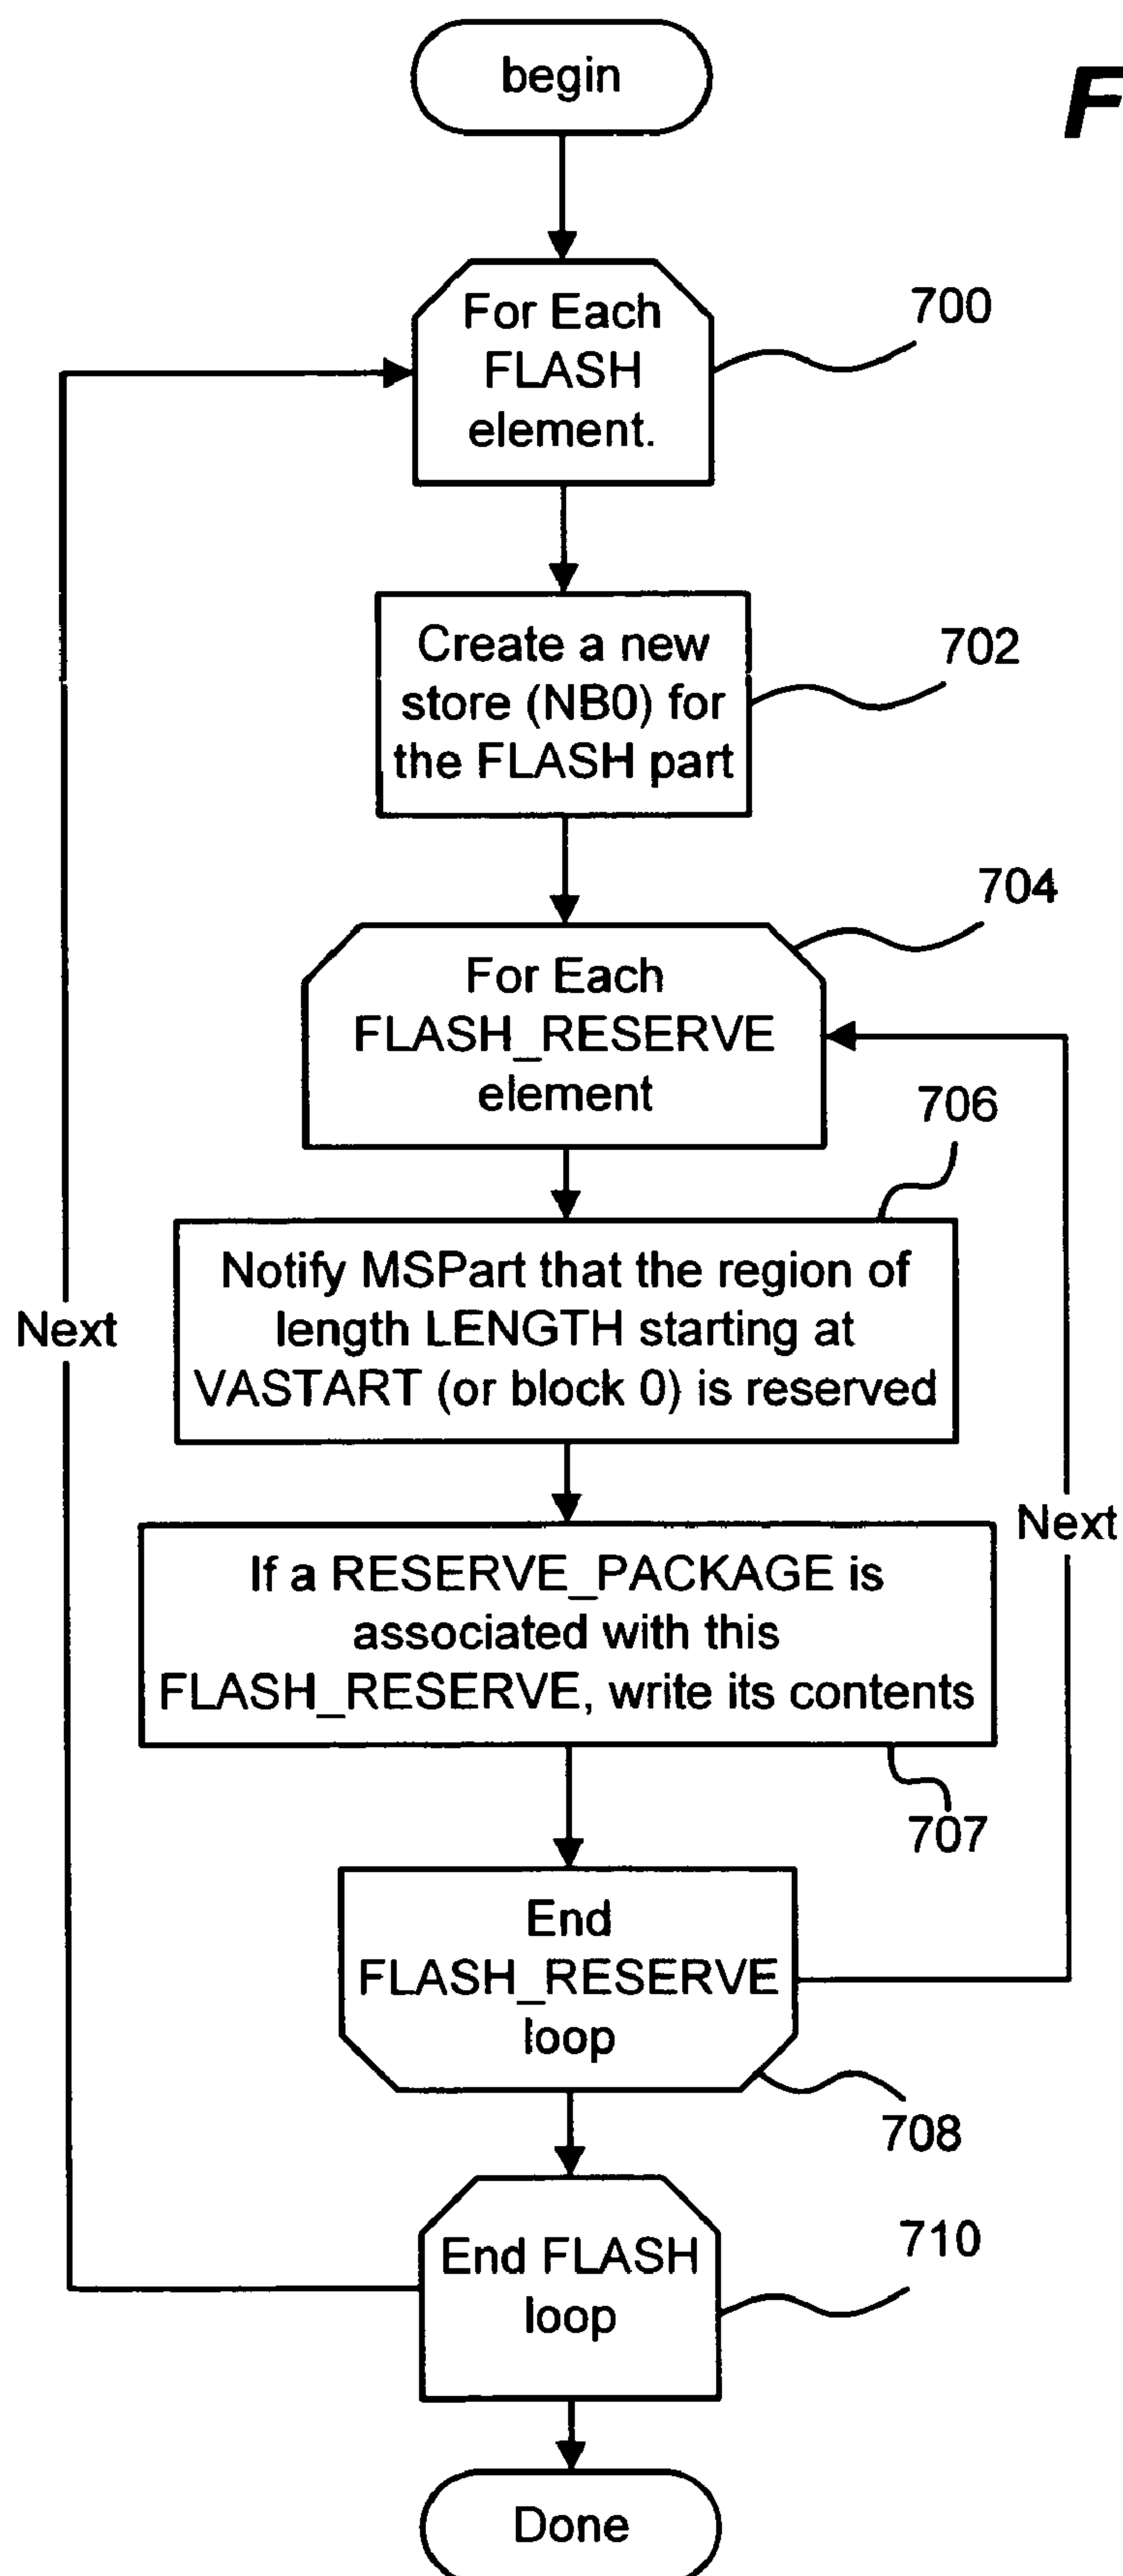 begin
F
For Each
FLASH
element.
700
Create a new
store (NB0) for
the FLASH part
702
704
For Each
FLASH_RESERVE
element
706
Notify MSPart that the region of
length LENGTH starting at
VASTART (or block 0) is reserved
Next
Next
If a RESERVE_PACKAGE is
associated with this
FLASH_RESERVE, write its contents
707
End
FLASH_RESERVE
loop
708
End FLASH
loop
710
Done